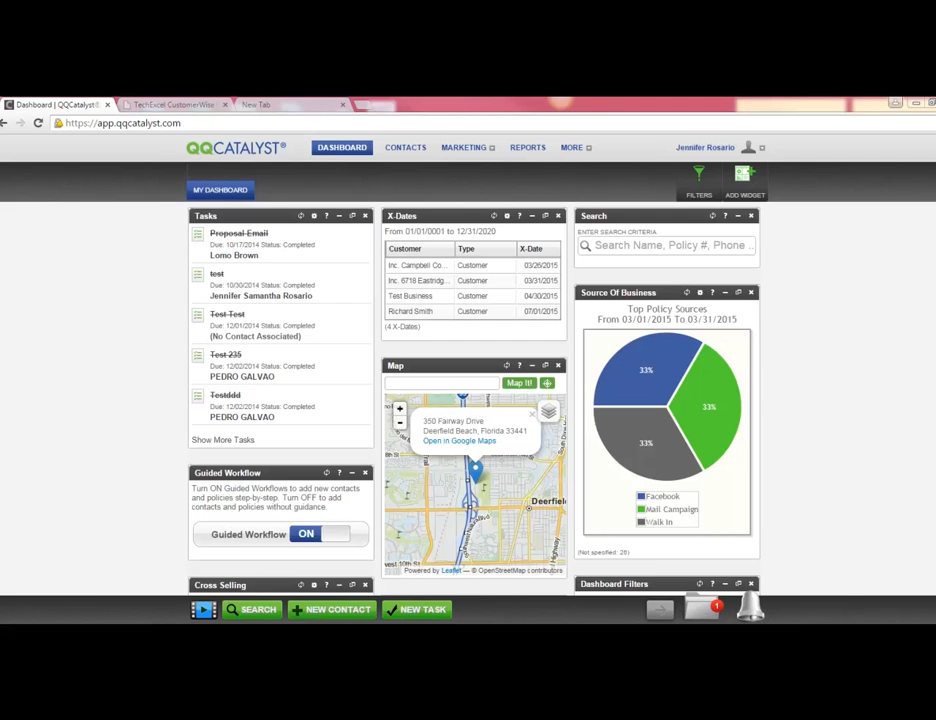 Dashboard | QQCatalyst®
TechExcel CustomerWise
New Tab
https://app.qqcatalyst.com
QQCATALYST®
DASHBOARD
CONTACTS
MARKETING
REPORTS
MORE
Jennifer Rosario
MY DASHBOARD
FILTERS
ADD WIDGET
Tasks
Proposal Email
Due: 10/17/2014 Status: Completed
Lomo Brown
test
Due: 10/30/2014 Status: Completed
Jennifer Samantha Rosario
Test Test
Due: 12/01/2014 Status: Completed
(No Contact Associated)
Test 235
Due: 12/02/2014 Status: Completed
PEDRO GALVAO
Testddd
Due: 12/02/2014 Status: Completed
PEDRO GALVAO
Show More Tasks
Guided Workflow
Turn ON Guided Workflows to add new contacts
and policies step-by-step. Turn OFF to add
contacts and policies without guidance.
Guided Workflow ON
Cross Selling
X-Dates
From 01/01/0001 to 12/31/2020
Customer Type X-Date
Inc. Campbell Co... Customer 03/26/2015
Inc. 6718 Eastridg... Customer 03/31/2015
Test Business Customer 04/30/2015
Richard Smith Customer 07/01/2015
(4 X-Dates)
Map
Map It!
350 Fairway Drive
Deerfield Beach, Florida 33441
Open in Google Maps
Deerfiel
Powered by Leaflet — © OpenStreetMap contributors
Search
ENTER SEARCH CRITERIA
Search Name, Policy #, Phone ...
Source Of Business
Top Policy Sources
From 03/01/2015 To 03/31/2015
33%
33%
33%
Facebook
Mail Campaign
Walk In
(Not specified: 26)
Dashboard Filters
SEARCH
NEW CONTACT
NEW TASK
1